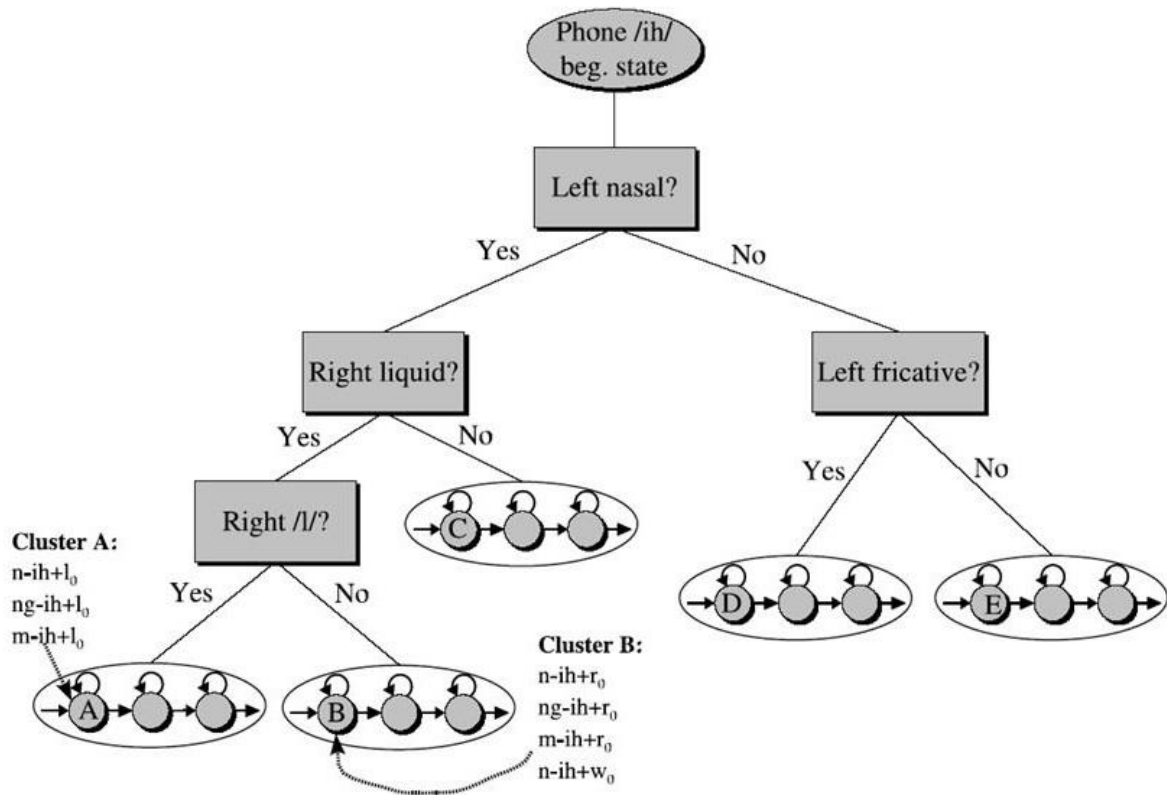 Phone /ih/
beg. state
Left nasal?
Yes
No
Right liquid?
Left fricative?
Yes
No
Yes
No
Right /l/?
C
Cluster A:
n-ih+l₀
ng-ih+l₀
m-ih+l₀
Yes
No
D
E
A
B
Cluster B:
n-ih+r₀
ng-ih+r₀
m-ih+r₀
n-ih+w₀